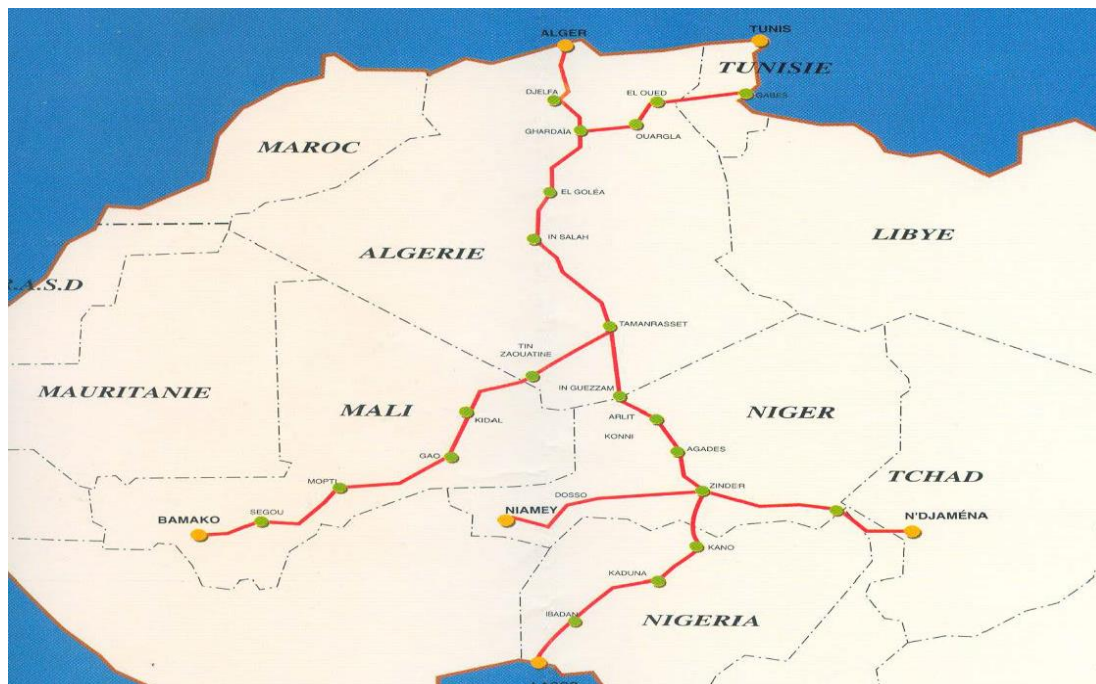 ALGER
TUNIS
TUNISIE
DJELFA
EL OUED
GABES
GHARDAÏA
OUARGLA
MAROC
EL GOLÉA
IN SALAH
LIBYE
ALGERIE
R.A.S.D
TAMANRASSET
TIN
ZAOUATINE
MAURITANIE
IN GUEZZAM
MALI
NIGER
KIDAL
ARLIT
KONNI
AGADES
GAO
TCHAD
MOPTI
ZINDER
DOSSO
SEGOU
NIAMEY
BAMAKO
N'DJAMÉNA
KANO
KADUNA
IBADAN
NIGERIA